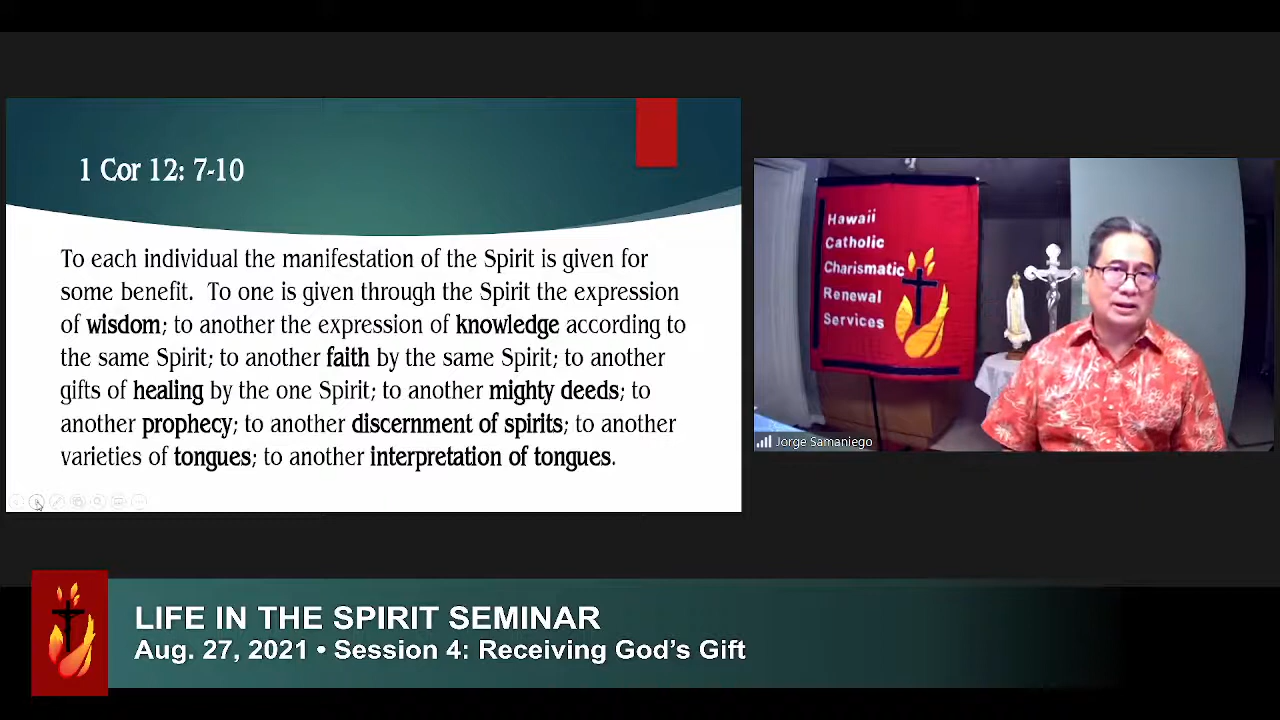 1 Cor 12: 7-10
To each individual the manifestation of the Spirit is given for
some benefit.  To one is given through the Spirit the expression
of wisdom; to another the expression of knowledge according to
the same Spirit; to another faith by the same Spirit; to another
gifts of healing by the one Spirit; to another mighty deeds; to
another prophecy; to another discernment of spirits; to another
varieties of tongues; to another interpretation of tongues.
Hawaii
Catholic
Charismatic
Renewal
Services
Jorge Samaniego
LIFE IN THE SPIRIT SEMINAR
Aug. 27, 2021 • Session 4: Receiving God's Gift